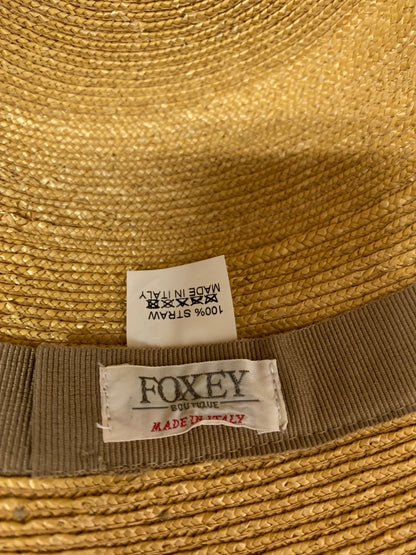 100% STRAW
MADE IN ITALY
FOXEY
BOUTIQUE
MADE IN ITALY